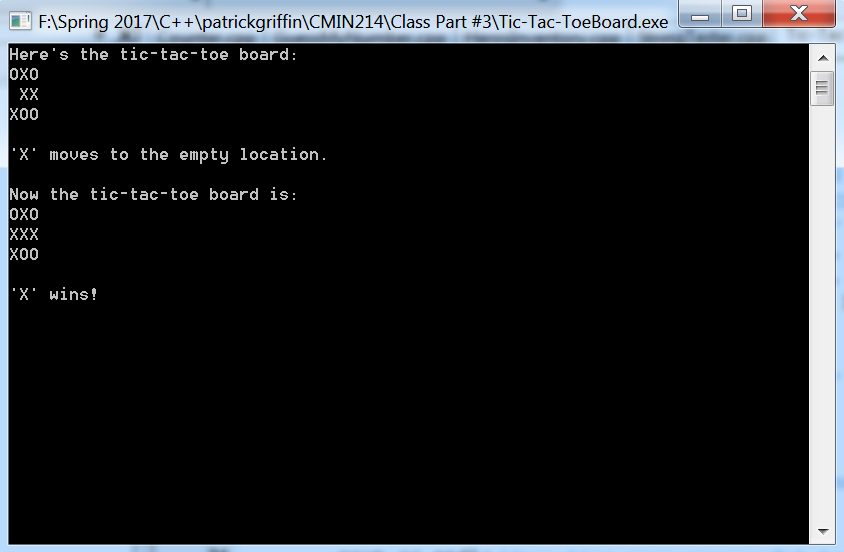 F:\Spring 2017\C++\patrickgriffin\CMIN214\Class Part #3\Tic-Tac-ToeBoard.exe
Here's the tic-tac-toe board:
OXO
 XX
XOO
'X' moves to the empty location.
Now the tic-tac-toe board is:
OXO
XXX
XOO
'X' wins!